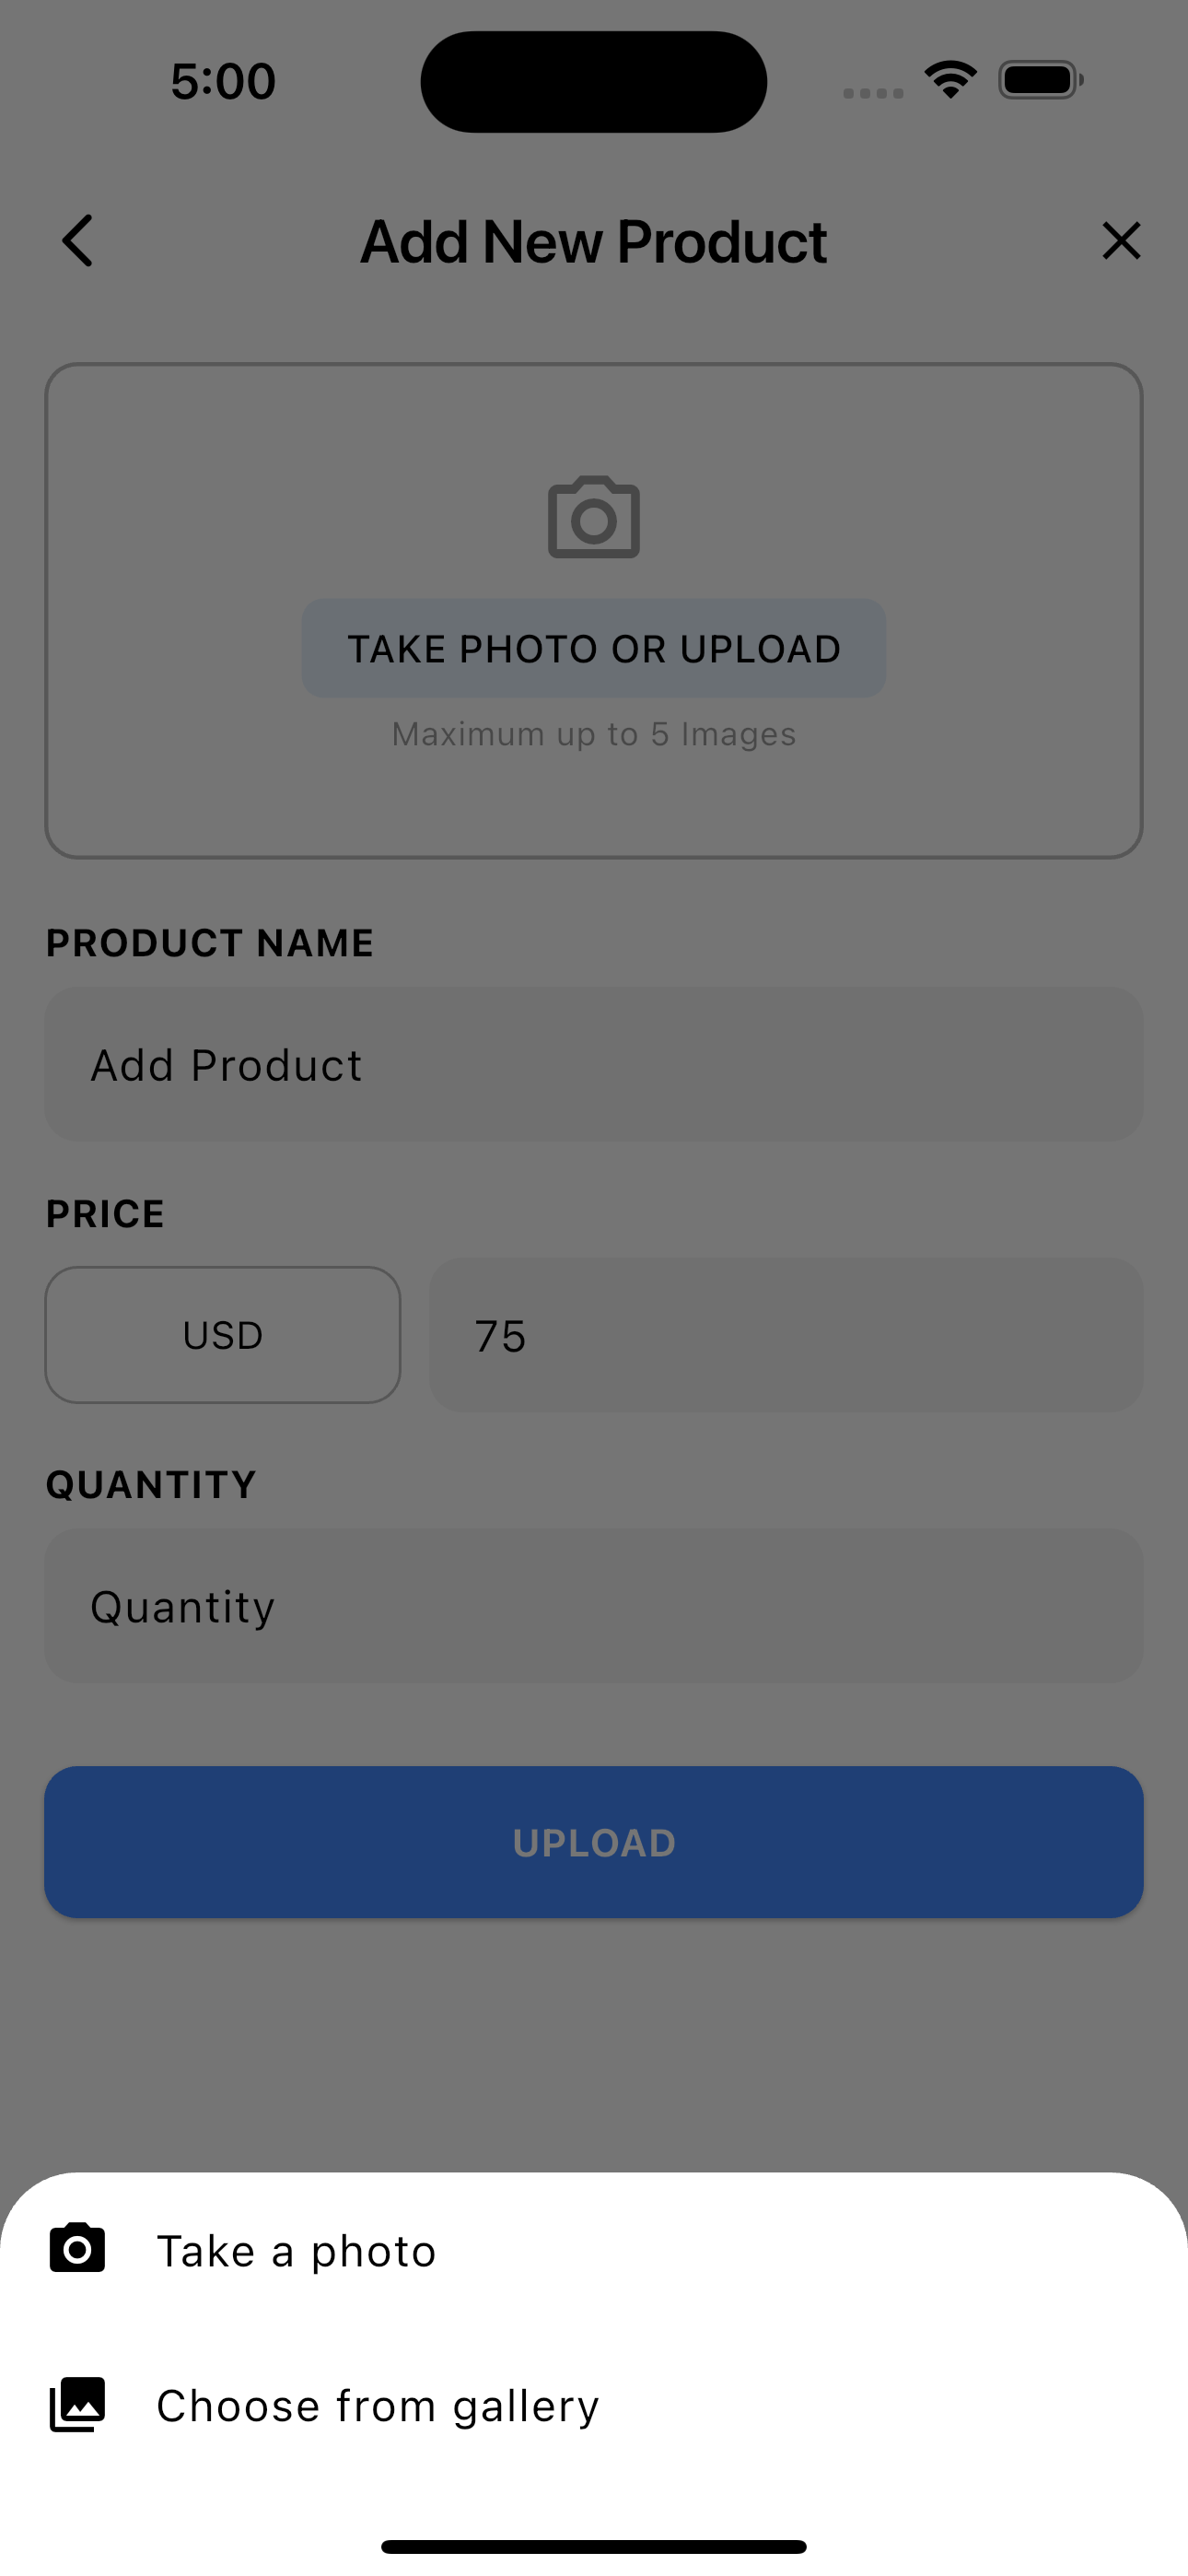 5:00
Add New Product
TAKE PHOTO OR UPLOAD
Maximum up to 5 Images
PRODUCT NAME
Add Product
PRICE
USD
75
QUANTITY
Quantity
UPLOAD
Take a photo
Choose from gallery